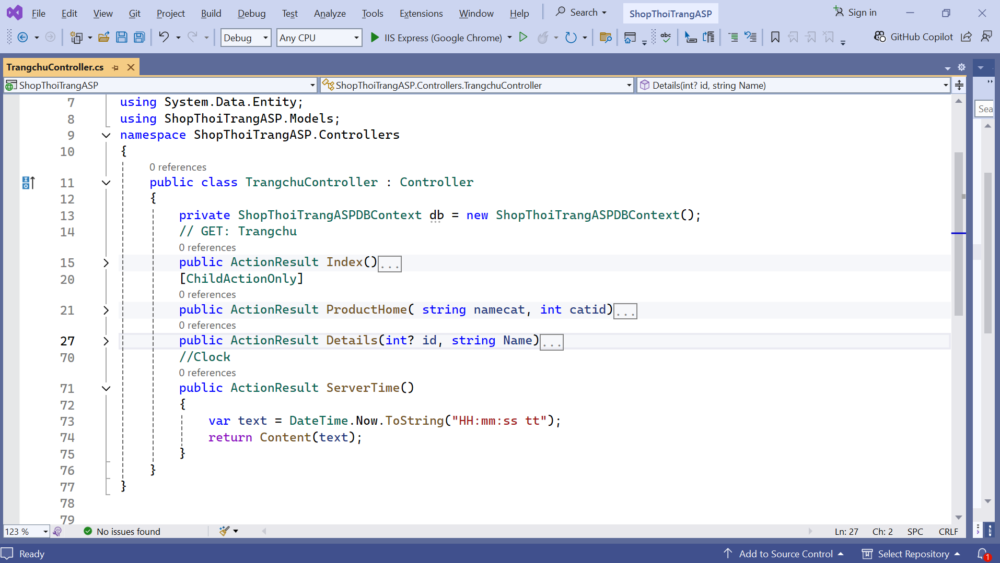 File Edit View Git Project Build Debug Test Analyze Tools Extensions Window Help Search ShopThoiTrangASP Sign in
Debug Any CPU IIS Express (Google Chrome) abc GitHub Copilot
TrangchuController.cs
ShopThoiTrangASP ShopThoiTrangASP.Controllers.TrangchuController Details(int? id, string Name)
Sea
7 using System.Data.Entity;
8 using ShopThoiTrangASP.Models;
9 namespace ShopThoiTrangASP.Controllers
10 {
0 references
11 public class TrangchuController : Controller
12 {
13 private ShopThoiTrangASPDBContext db = new ShopThoiTrangASPDBContext();
14 // GET: Trangchu
0 references
15 public ActionResult Index()...
20 [ChildActionOnly]
0 references
21 public ActionResult ProductHome( string namecat, int catid)...
0 references
27 public ActionResult Details(int? id, string Name)...
70 //Clock
0 references
71 public ActionResult ServerTime()
72 {
73 var text = DateTime.Now.ToString("HH:mm:ss tt");
74 return Content(text);
75 }
76 }
77 }
78
79
123 % No issues found Ln: 27 Ch: 2 SPC CRLF
Ready Add to Source Control Select Repository 1